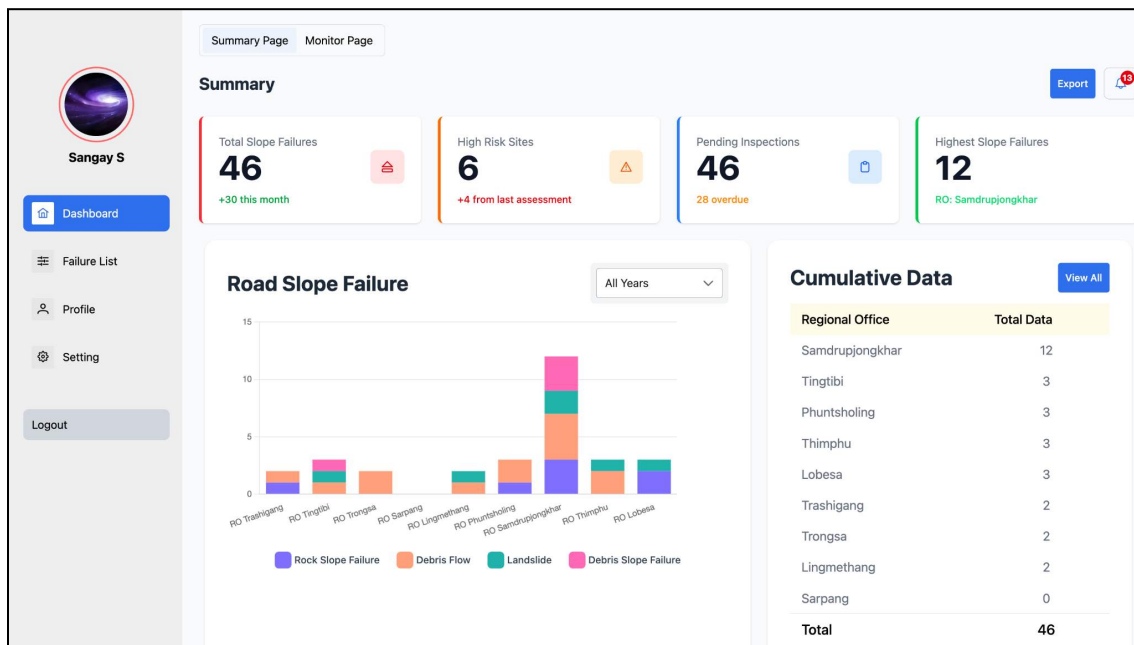 Summary Page Monitor Page
Summary
Export
13
Sangay S
Dashboard
Failure List
Profile
Setting
Logout
Total Slope Failures
46
+30 this month
High Risk Sites
6
+4 from last assessment
Pending Inspections
46
28 overdue
Highest Slope Failures
12
RO: Samdrupjongkhar
Road Slope Failure
All Years
15
10
5
0
RO Trashigang
RO Tingtibi
RO Trongsa
RO Sarpang
RO Lingmethang
RO Phuntsholing
RO Samdrupjongkhar
RO Thimphu
RO Lobesa
Rock Slope Failure Debris Flow Landslide Debris Slope Failure
Cumulative Data
View All
Regional Office Total Data
Samdrupjongkhar 12
Tingtibi 3
Phuntsholing 3
Thimphu 3
Lobesa 3
Trashigang 2
Trongsa 2
Lingmethang 2
Sarpang 0
Total 46